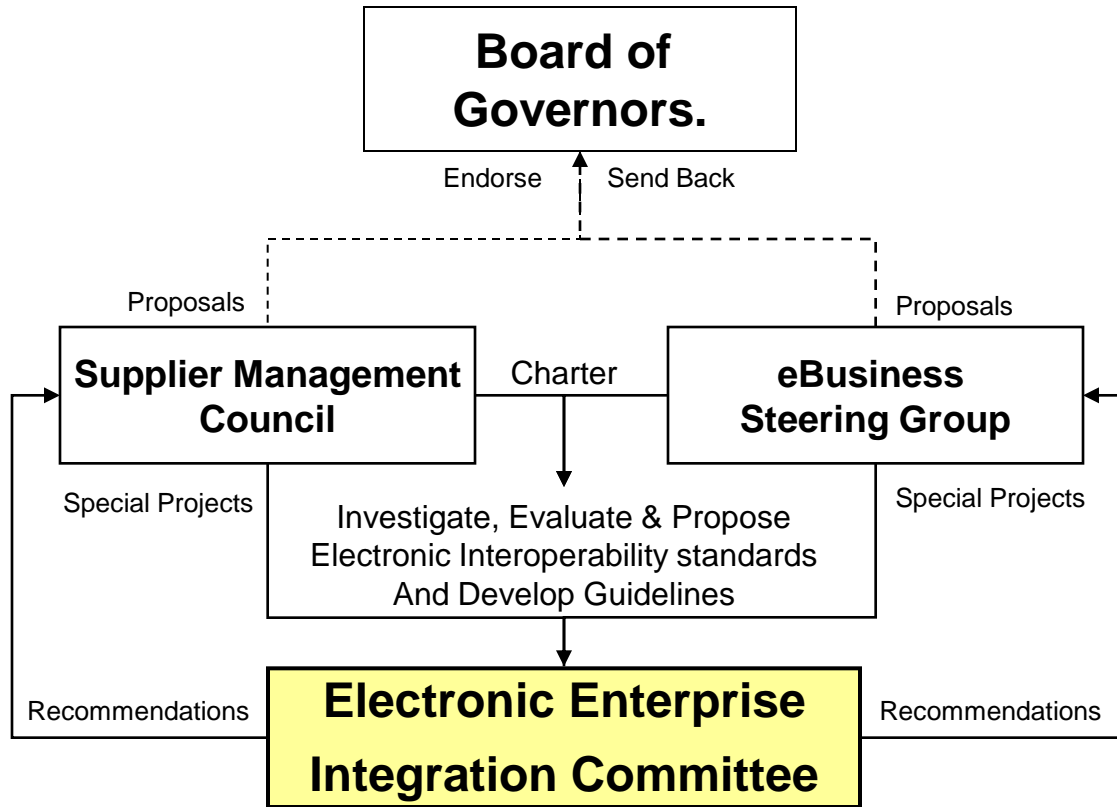 Board of
Governors.
Endorse
Send Back
Proposals
Proposals
Supplier Management
Council
Charter
eBusiness
Steering Group
Special Projects
Special Projects
Investigate, Evaluate & Propose
Electronic Interoperability standards
And Develop Guidelines
Recommendations
Electronic Enterprise
Integration Committee
Recommendations